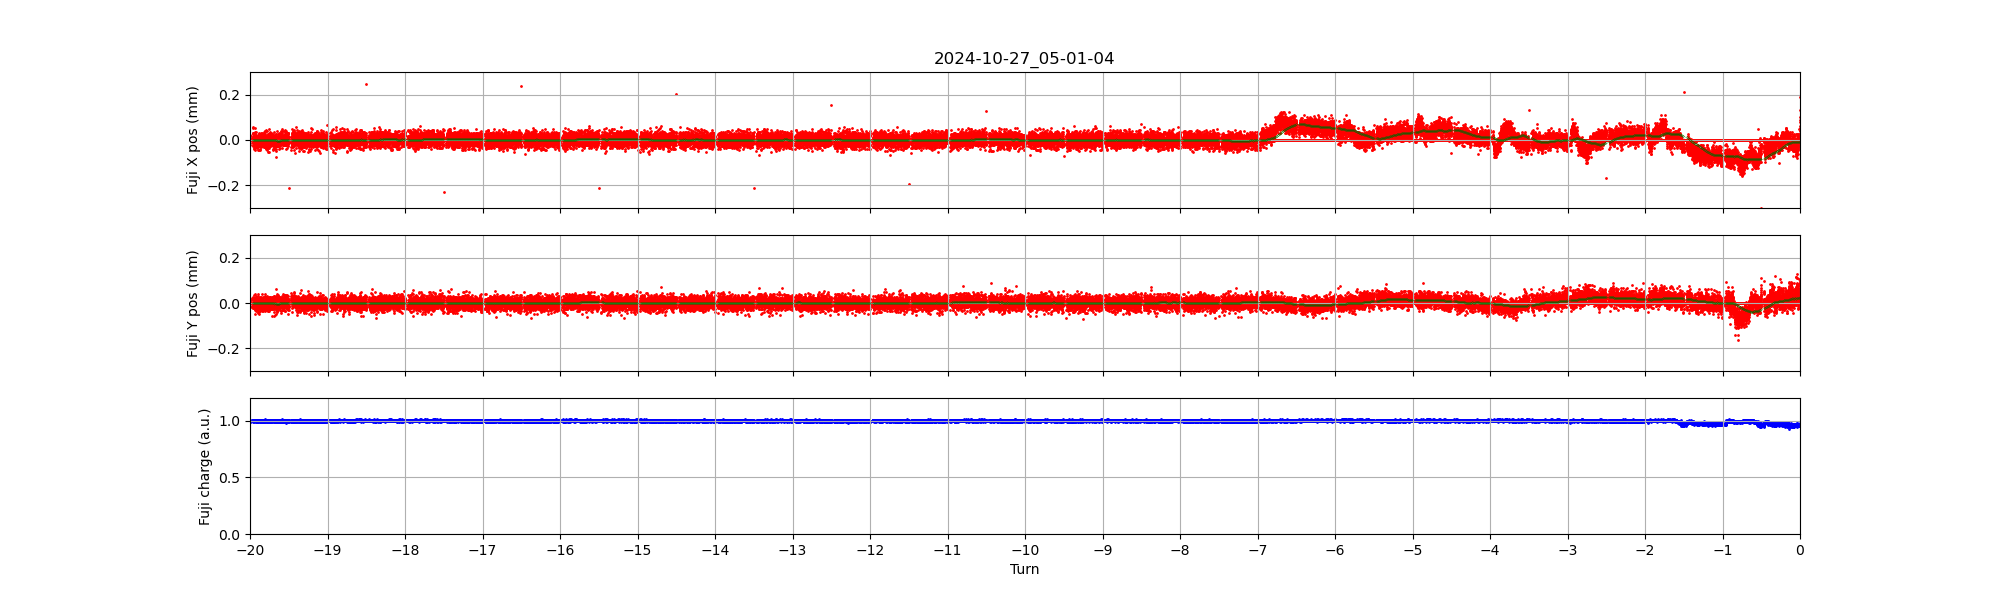 2024-10-27_05-01-04
Fuji X pos (mm)
0.2
0.0
−0.2
Fuji Y pos (mm)
0.2
0.0
−0.2
Fuji charge (a.u.)
1.0
0.5
0.0
−20 −19 −18 −17 −16 −15 −14 −13 −12 −11 −10 −9 −8 −7 −6 −5 −4 −3 −2 −1 0
Turn